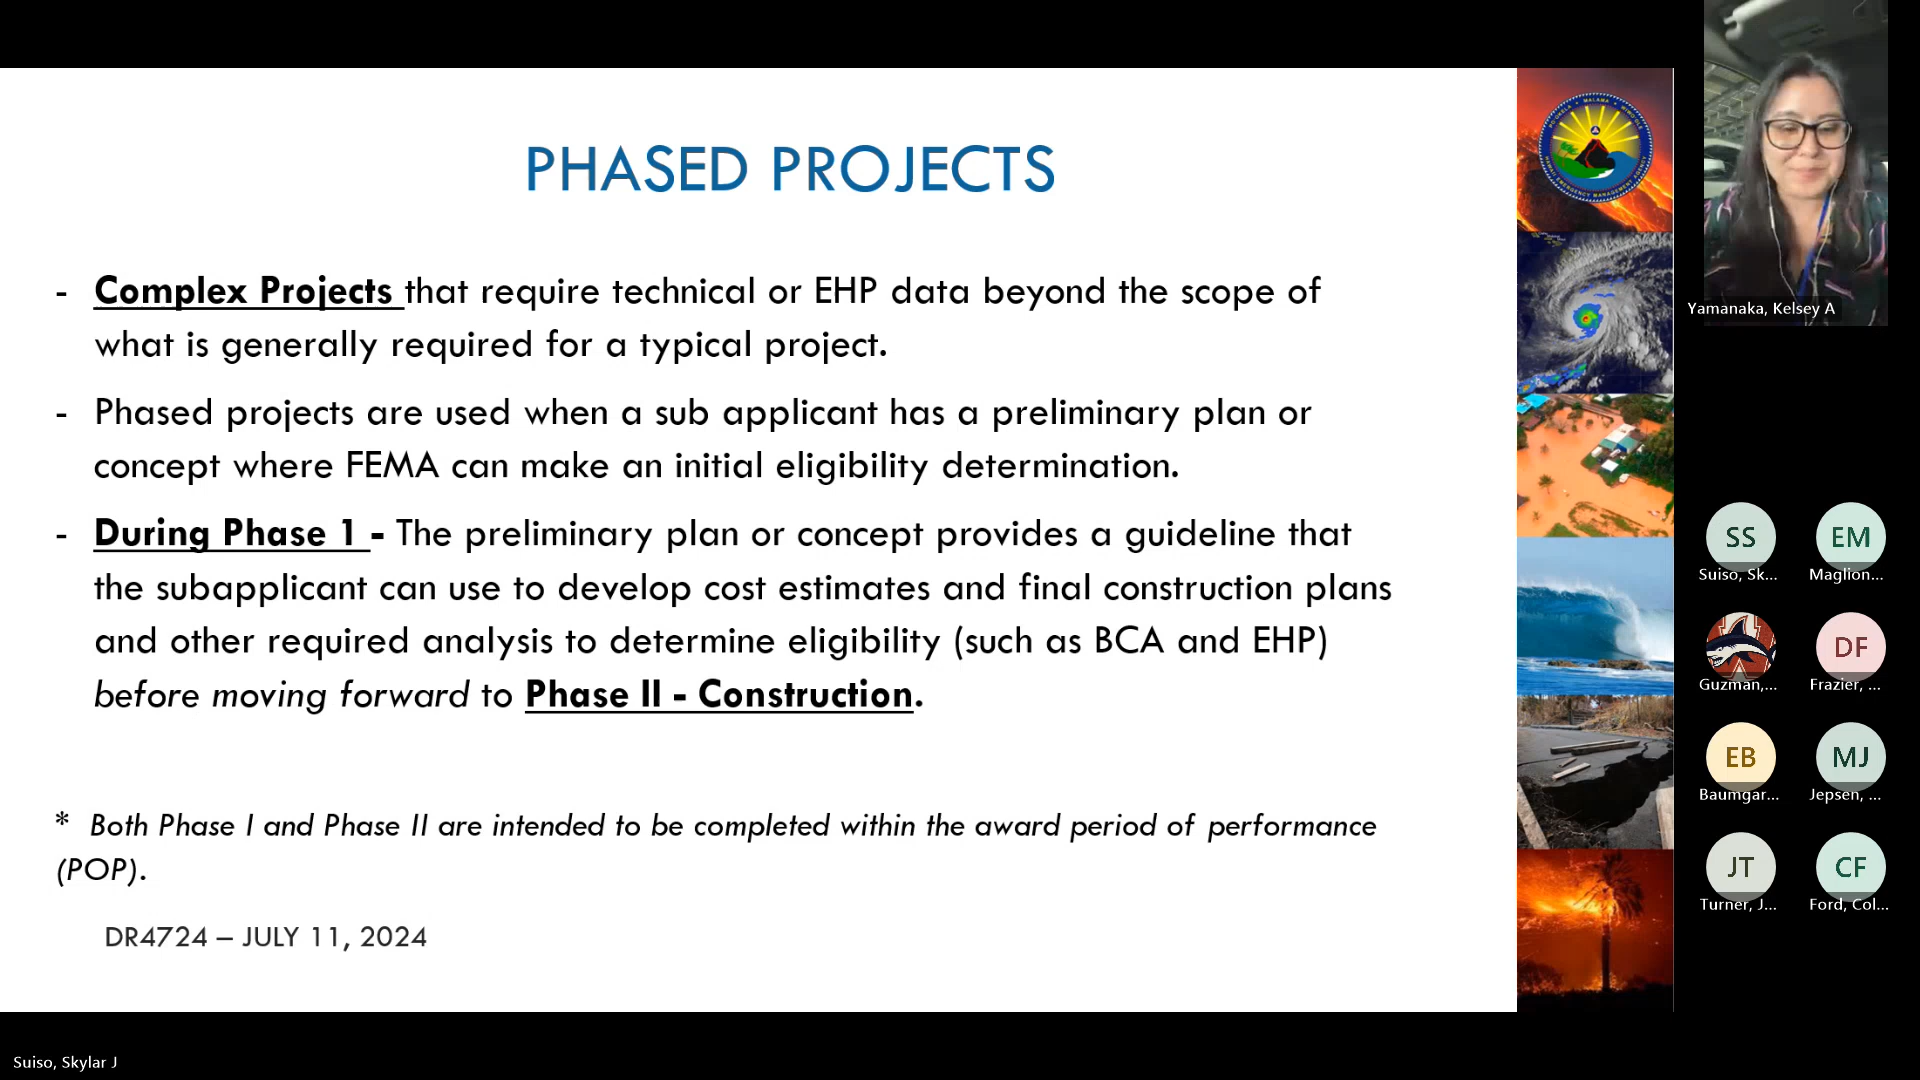 PHASED PROJECTS
- Complex Projects that require technical or EHP data beyond the scope of
what is generally required for a typical project.
- Phased projects are used when a sub applicant has a preliminary plan or
concept where FEMA can make an initial eligibility determination.
- During Phase 1 - The preliminary plan or concept provides a guideline that
the subapplicant can use to develop cost estimates and final construction plans
and other required analysis to determine eligibility (such as BCA and EHP)
before moving forward to Phase II - Construction.
* Both Phase I and Phase II are intended to be completed within the award period of performance
(POP).
DR4724 – JULY 11, 2024
HAWAII EMERGENCY MANAGEMENT AGENCY
Yamanaka, Kelsey A
SS
Suiso, Sk...
EM
Maglion...
Guzman,...
DF
Frazier, ...
EB
Baumgar...
MJ
Jepsen, ...
JT
Turner, J...
CF
Ford, Col...
Suiso, Skylar J